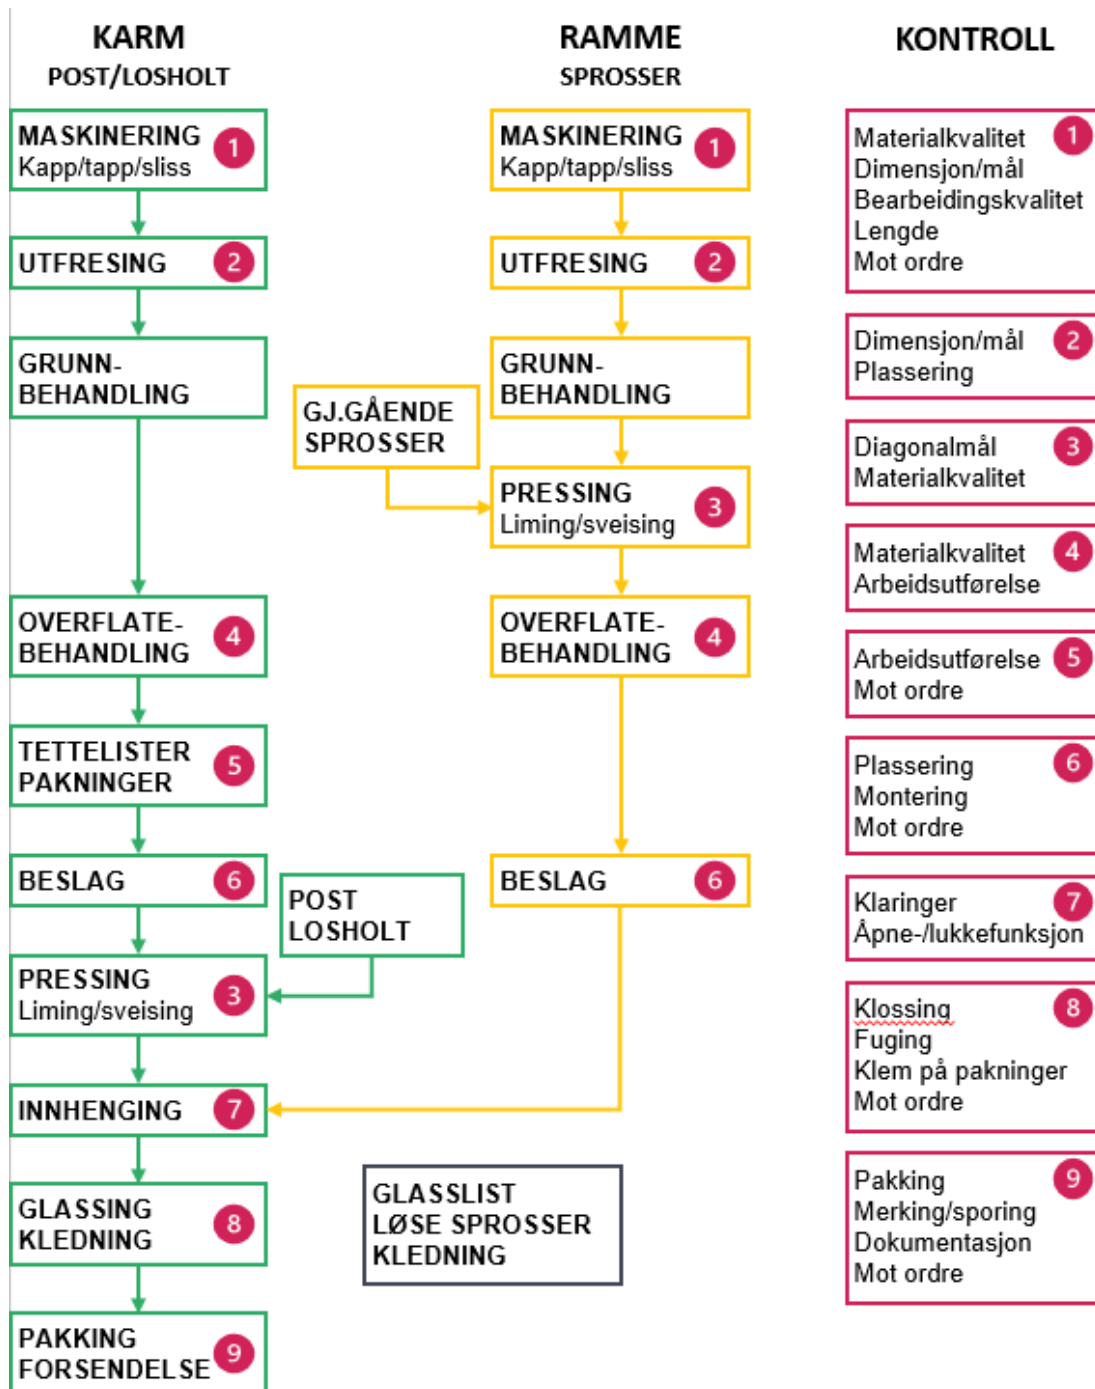 KARM
POST/LOSHOLT
MASKINERING
Kapp/tapp/sliss
1
UTFRESING
2
GRUNN-
BEHANDLING
OVERFLATE-
BEHANDLING
4
TETTELISTER
PAKNINGER
5
BESLAG
6
POST
LOSHOLT
PRESSING
Liming/sveising
3
INNHENGING
7
GLASSING
KLEDNING
8
PAKKING
FORSENDELSE
9
RAMME
SPROSSER
MASKINERING
Kapp/tapp/sliss
1
UTFRESING
2
GRUNN-
BEHANDLING
GJ.GÅENDE
SPROSSER
PRESSING
Liming/sveising
3
OVERFLATE-
BEHANDLING
4
BESLAG
6
GLASSLIST
LØSE SPROSSER
KLEDNING
KONTROLL
Materialkvalitet
1
Dimensjon/mål
Bearbeidingskvalitet
Lengde
Mot ordre
Dimensjon/mål
2
Plassering
Diagonalmål
3
Materialkvalitet
Materialkvalitet
4
Arbeidsutførelse
Arbeidsutførelse
5
Mot ordre
Plassering
6
Montering
Mot ordre
Klaringer
7
Åpne-/lukkefunksjon
Klossing
8
Fuging
Klem på pakninger
Mot ordre
Pakking
9
Merking/sporing
Dokumentasjon
Mot ordre